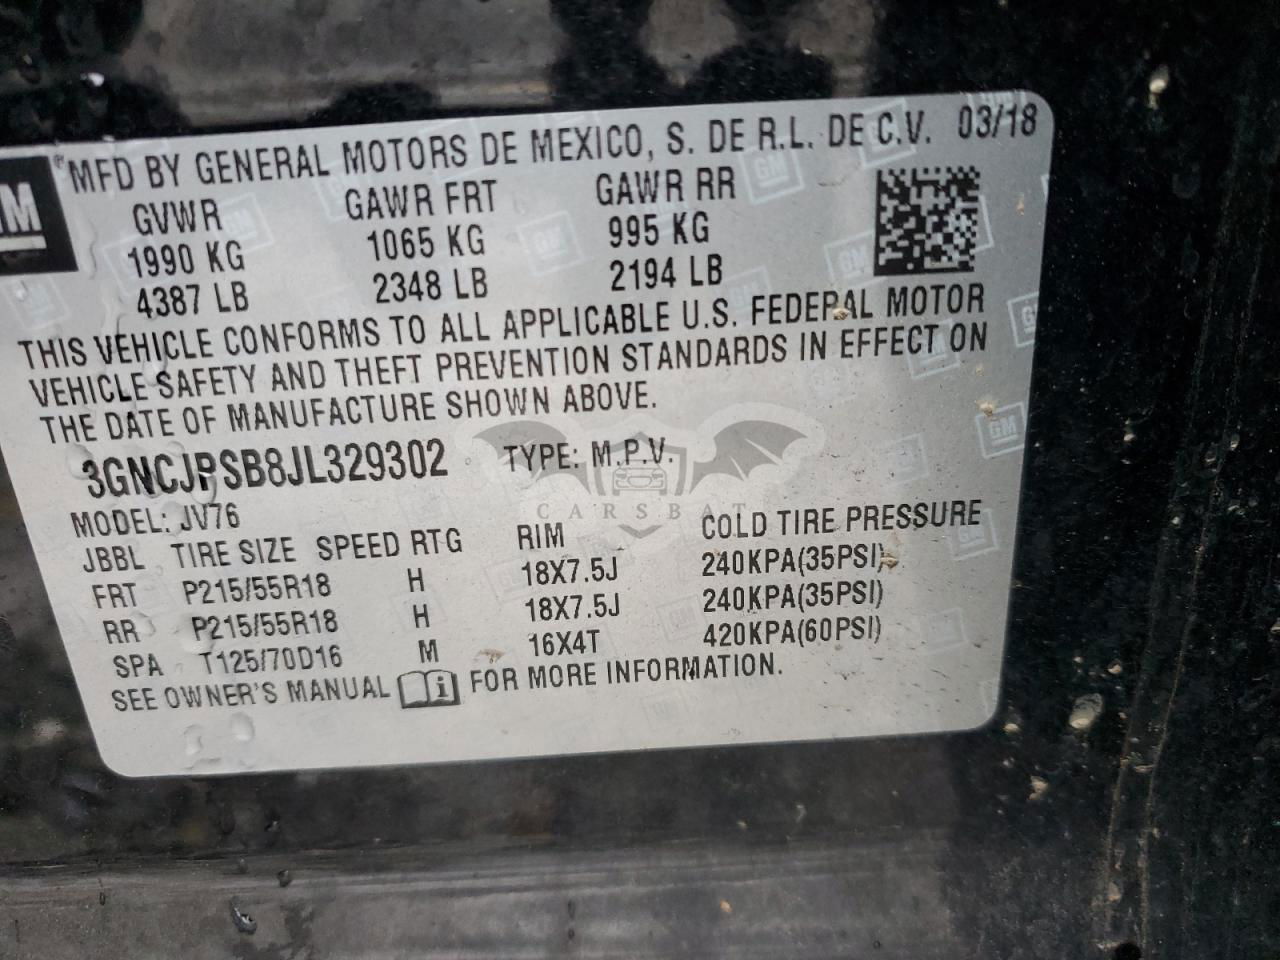 GM
®MFD BY GENERAL MOTORS DE MEXICO, S. DE R.L. DE C.V. 03/18
GVWR GAWR FRT GAWR RR
1990 KG 1065 KG 995 KG
4387 LB 2348 LB 2194 LB
THIS VEHICLE CONFORMS TO ALL APPLICABLE U.S. FEDERAL MOTOR
VEHICLE SAFETY AND THEFT PREVENTION STANDARDS IN EFFECT ON
THE DATE OF MANUFACTURE SHOWN ABOVE.
3GNCJPSB8JL329302 TYPE: M.P.V.
CARSBAT
MODEL: JV76
JBBL TIRE SIZE SPEED RTG RIM COLD TIRE PRESSURE
FRT P215/55R18 H 18X7.5J 240KPA(35PSI)
RR P215/55R18 H 18X7.5J 240KPA(35PSI)
SPA T125/70D16 M 16X4T 420KPA(60PSI)
SEE OWNER'S MANUAL i FOR MORE INFORMATION.